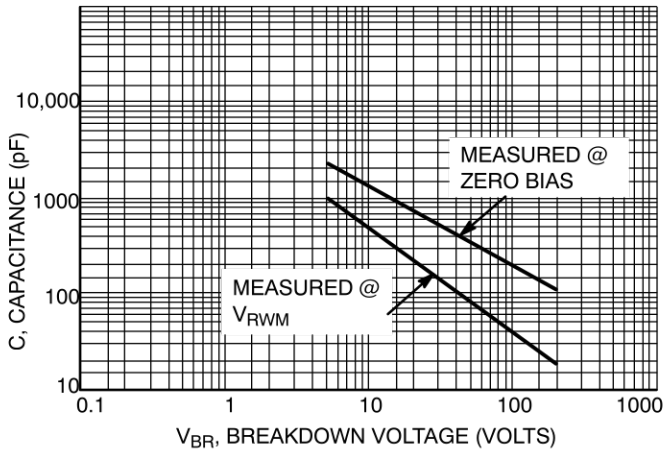 C, CAPACITANCE (pF)
10,000
1000
100
10
MEASURED @
ZERO BIAS
MEASURED @
VRWM
0.1 1 10 100 1000
VBR, BREAKDOWN VOLTAGE (VOLTS)